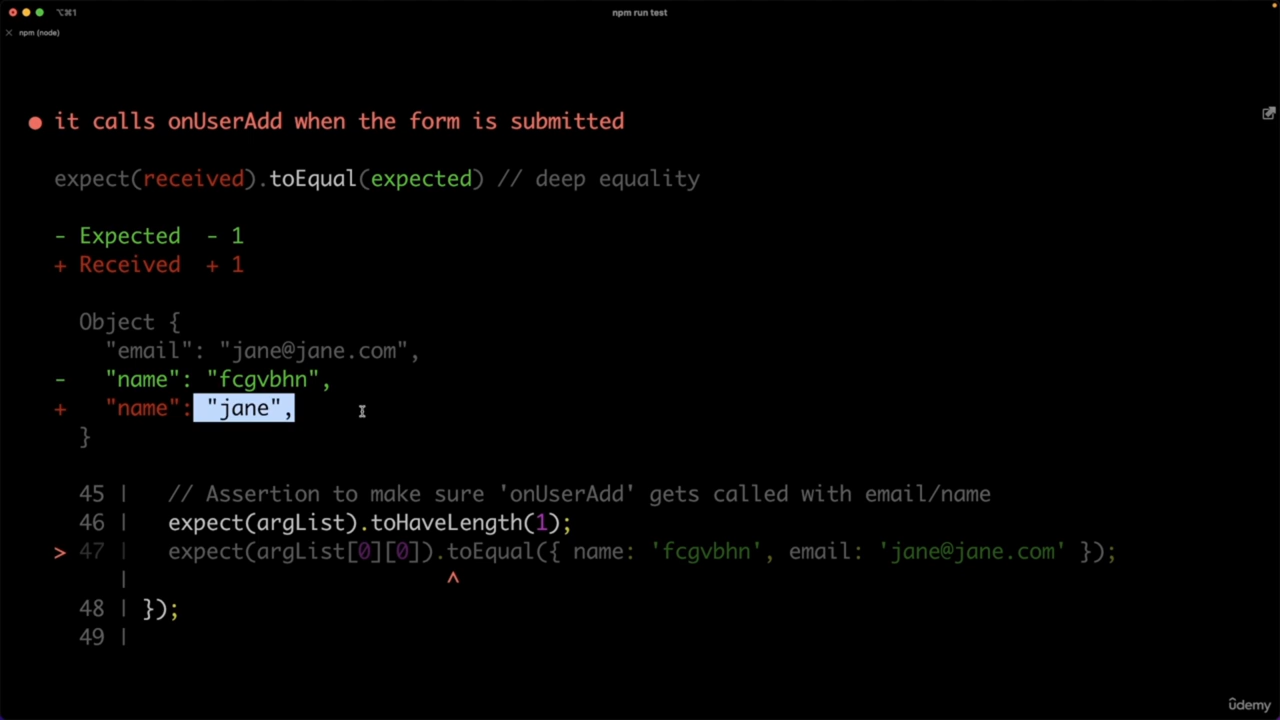 ⌥⌘1
npm run test
npm (node)
● it calls onUserAdd when the form is submitted
expect(received).toEqual(expected) // deep equality
- Expected  - 1
+ Received  + 1
Object {
"email": "jane@jane.com",
-   "name": "fcgvbhn",
+   "name": "jane",
}
45 |   // Assertion to make sure 'onUserAdd' gets called with email/name
46 |   expect(argList).toHaveLength(1);
> 47 |   expect(argList[0][0]).toEqual({ name: 'fcgvbhn', email: 'jane@jane.com' });
|                         ^
48 | });
49 |
ûdemy